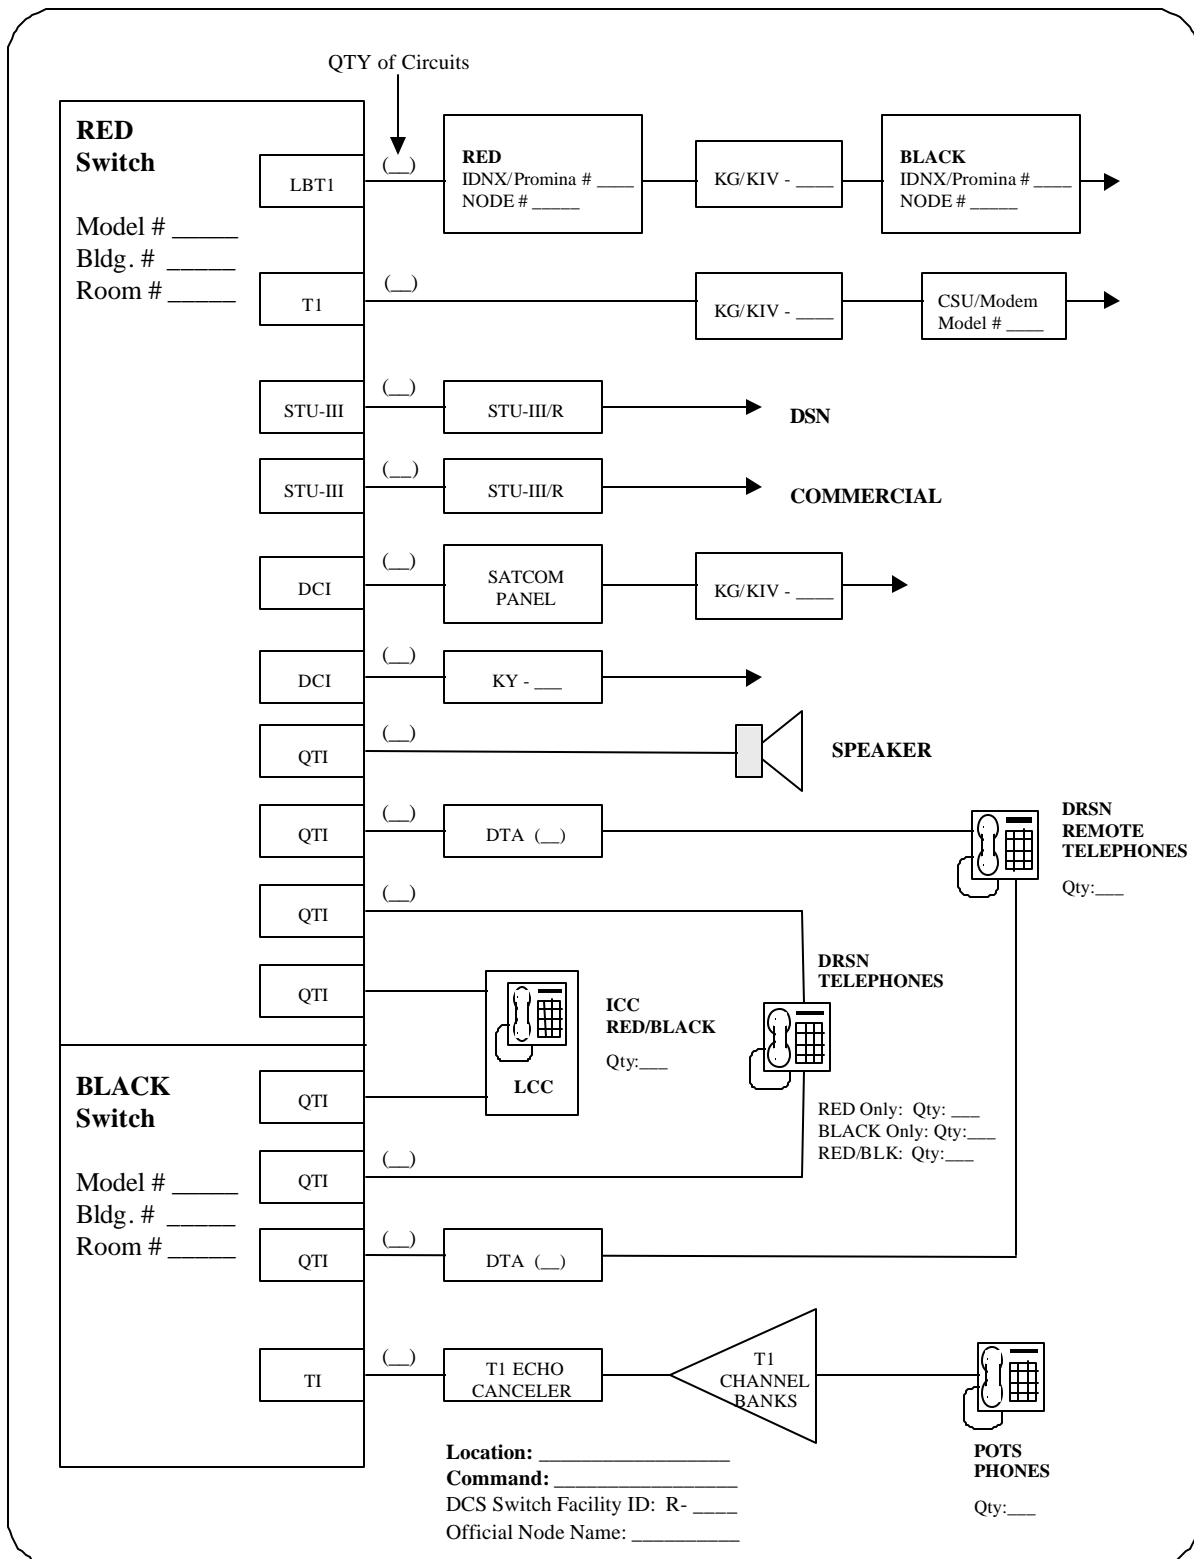 QTY of Circuits
RED
Switch
Model # _____
Bldg. # _____
Room # _____
LBT1
(__)
RED
IDNX/Promina # ____
NODE # _____
KG/KIV - ____
BLACK
IDNX/Promina # ____
NODE # _____
T1
(__)
KG/KIV - ____
CSU/Modem
Model # ____
STU-III
(__)
STU-III/R
DSN
STU-III
(__)
STU-III/R
COMMERCIAL
DCI
(__)
SATCOM
PANEL
KG/KIV - ____
DCI
(__)
KY - ___
QTI
(__)
SPEAKER
QTI
(__)
DTA (__)
DRSN
REMOTE
TELEPHONES
Qty:___
QTI
(__)
DRSN
TELEPHONES
QTI
LCC
ICC
RED/BLACK
Qty:___
BLACK
Switch
Model # _____
Bldg. # _____
Room # _____
QTI
RED Only: Qty: ___
BLACK Only: Qty:___
RED/BLK: Qty:___
QTI
(__)
QTI
(__)
DTA (__)
TI
(__)
T1 ECHO
CANCELER
T1
CHANNEL
BANKS
POTS
PHONES
Qty:___
Location: _________________
Command: ________________
DCS Switch Facility ID: R- ____
Official Node Name: __________